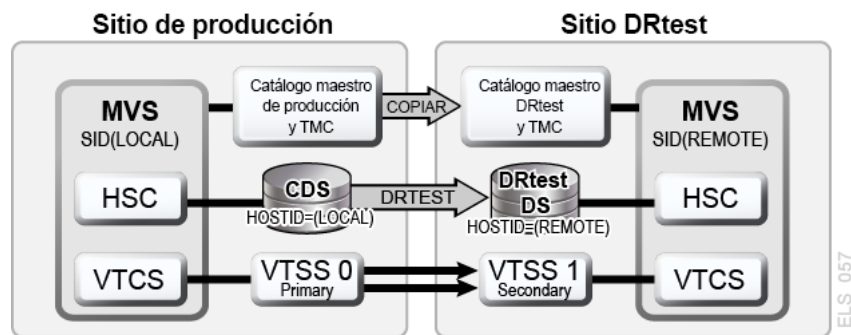 Sitio de producción
Sitio DRtest
MVS
SID(LOCAL)
Catálogo maestro
de producción
y TMC
COPIAR
Catálogo maestro
DRtest
y TMC
MVS
SID(REMOTE)
HSC
CDS
HOSTID=(LOCAL)
DRTEST
DRtest
DS
HOSTID=(REMOTE)
HSC
VTCS
VTSS 0
Primary
VTSS 1
Secondary
VTCS
ELS_057